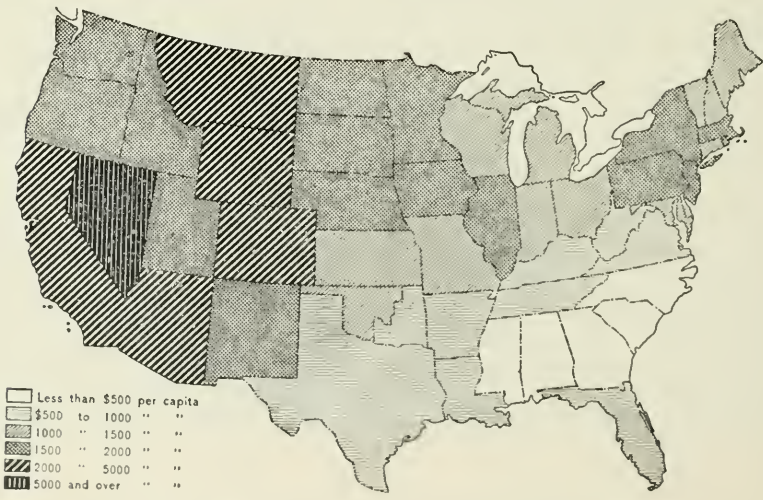 Less than $500 per capita
$500 to 1000 " "
1000 " 1500 " "
1500 " 2000 " "
2000 " 5000 " "
5000 and over " "